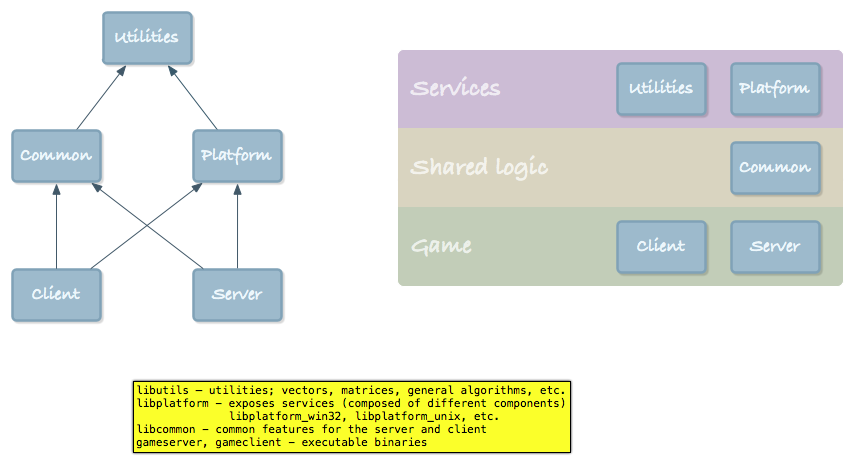 Utilities
Common
Platform
Client
Server
Services
Utilities
Platform
Shared logic
Common
Game
Client
Server
libutils – utilities; vectors, matrices, general algorithms, etc.
libplatform – exposes services (composed of different components)
libplatform_win32, libplatform_unix, etc.
libcommon – common features for the server and client
gameserver, gameclient – executable binaries